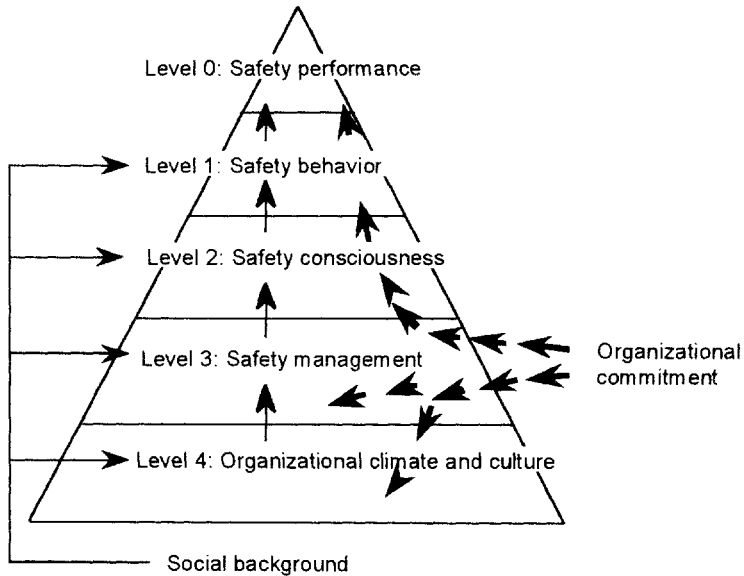 Level 0: Safety performance
Level 1: Safety behavior
Level 2: Safety consciousness
Level 3: Safety management
Organizational
commitment
Level 4: Organizational climate and culture
Social background